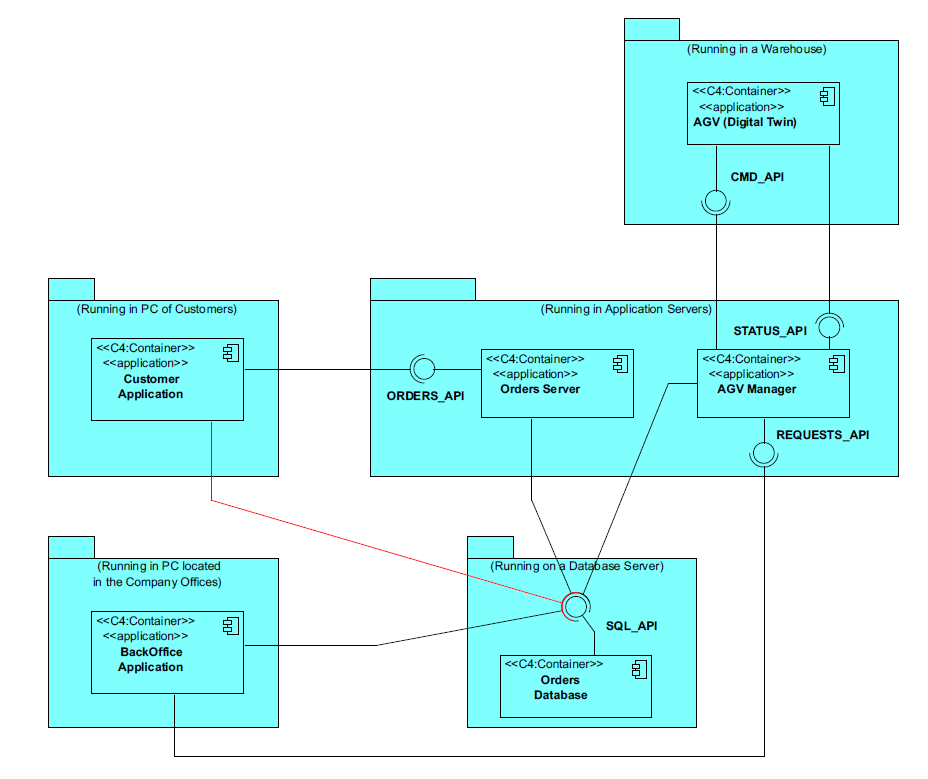 (Running in a Warehouse)
<<C4:Container>>
<<application>>
AGV (Digital Twin)
CMD_API
(Running in PC of Customers)
<<C4:Container>>
<<application>>
Customer
Application
(Running in Application Servers)
STATUS_API
ORDERS_API
<<C4:Container>>
<<application>>
Orders Server
<<C4:Container>>
<<application>>
AGV Manager
REQUESTS_API
(Running in PC located
in the Company Offices)
<<C4:Container>>
<<application>>
BackOffice
Application
(Running on a Database Server)
SQL_API
<<C4:Container>>
Orders
Database